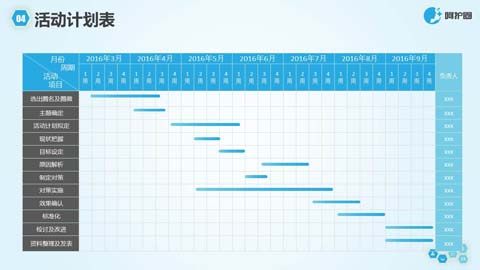 04 活动计划表
呵护圈
月份 周期 活动 项目 2016年3月 2016年4月 2016年5月 2016年6月 2016年7月 2016年8月 2016年9月 负责人
1周 2周 3周 4周 1周 2周 3周 4周 1周 2周 3周 4周 1周 2周 3周 4周 1周 2周 3周 4周 1周 2周 3周 4周 1周 2周 3周 4周
选出圈名及圈徽 XXX
主题确定 XXX
活动计划拟定 XXX
现状把握 XXX
目标设定 XXX
原因解析 XXX
制定对策 XXX
对策实施 XXX
效果确认 XXX
标准化 XXX
检讨及改进 XXX
资料整理及发表 XXX